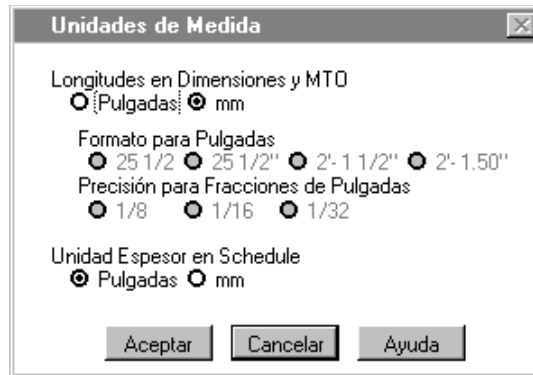 Unidades de Medida
Longitudes en Dimensiones y MTO
Pulgadas mm
Formato para Pulgadas
25 1/2 25 1/2" 2'- 1 1/2" 2'- 1.50"
Precisión para Fracciones de Pulgadas
1/8 1/16 1/32
Unidad Espesor en Schedule
Pulgadas mm
Aceptar Cancelar Ayuda